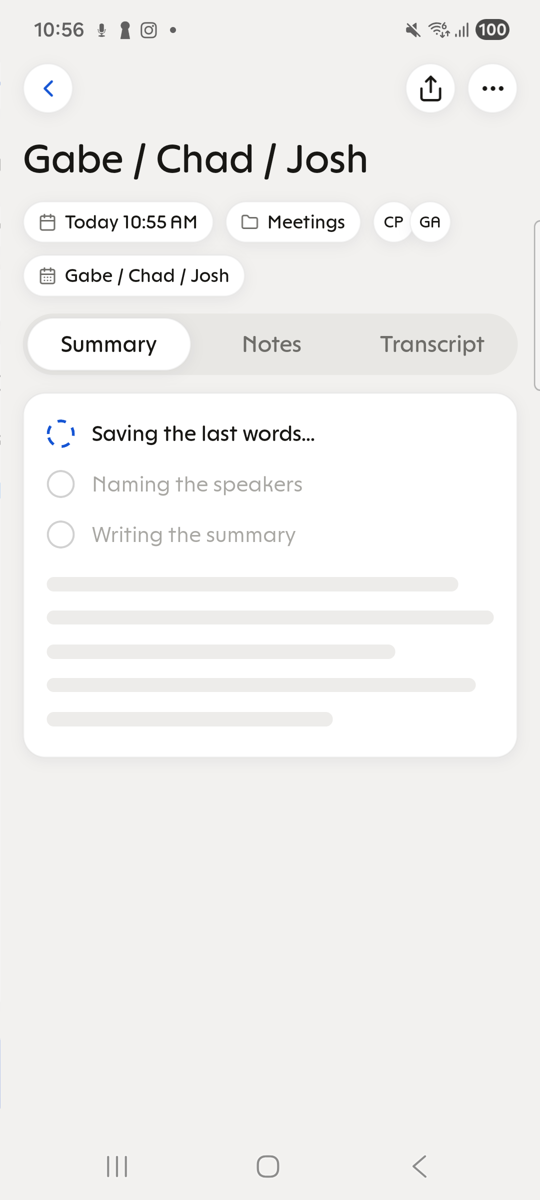 10:56
100
Gabe / Chad / Josh
Today 10:55 AM
Meetings
CP
GA
Gabe / Chad / Josh
Summary
Notes
Transcript
Saving the last words...
Naming the speakers
Writing the summary